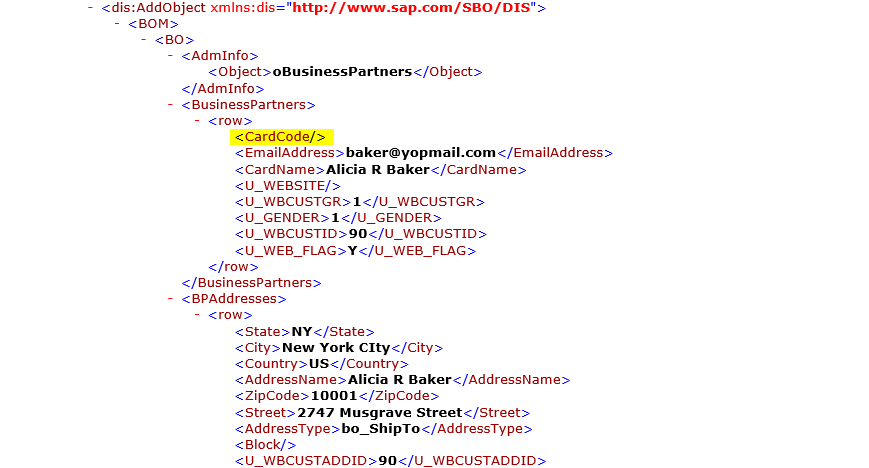 - <dis:AddObject xmlns:dis="http://www.sap.com/SBO/DIS">
- <BOM>
- <BO>
- <AdmInfo>
<Object>oBusinessPartners</Object>
</AdmInfo>
- <BusinessPartners>
- <row>
<CardCode/>
<EmailAddress>baker@yopmail.com</EmailAddress>
<CardName>Alicia R Baker</CardName>
<U_WEBSITE/>
<U_WBCUSTGR>1</U_WBCUSTGR>
<U_GENDER>1</U_GENDER>
<U_WBCUSTID>90</U_WBCUSTID>
<U_WEB_FLAG>Y</U_WEB_FLAG>
</row>
</BusinessPartners>
- <BPAddresses>
- <row>
<State>NY</State>
<City>New York CIty</City>
<Country>US</Country>
<AddressName>Alicia R Baker</AddressName>
<ZipCode>10001</ZipCode>
<Street>2747 Musgrave Street</Street>
<AddressType>bo_ShipTo</AddressType>
<Block/>
<U_WBCUSTADDID>90</U_WBCUSTADDID>